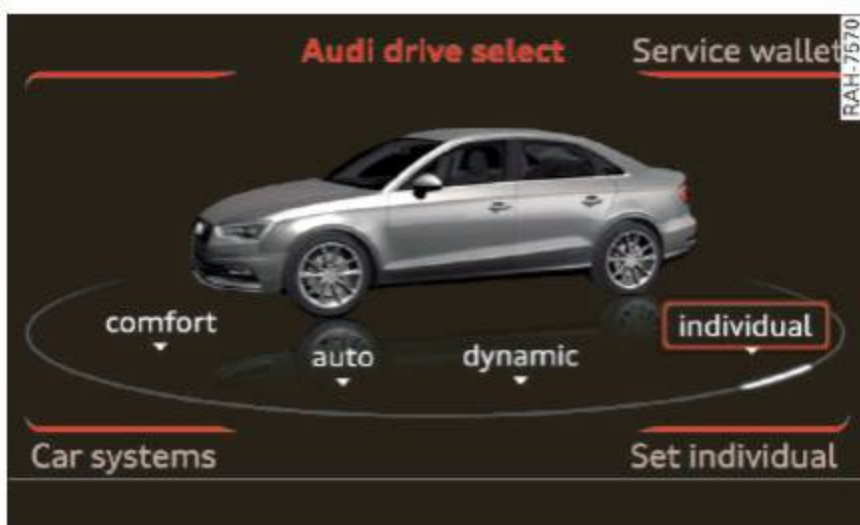 Audi drive select
Service wallet
RAH-7570
comfort
individual
auto
dynamic
Car systems
Set individual